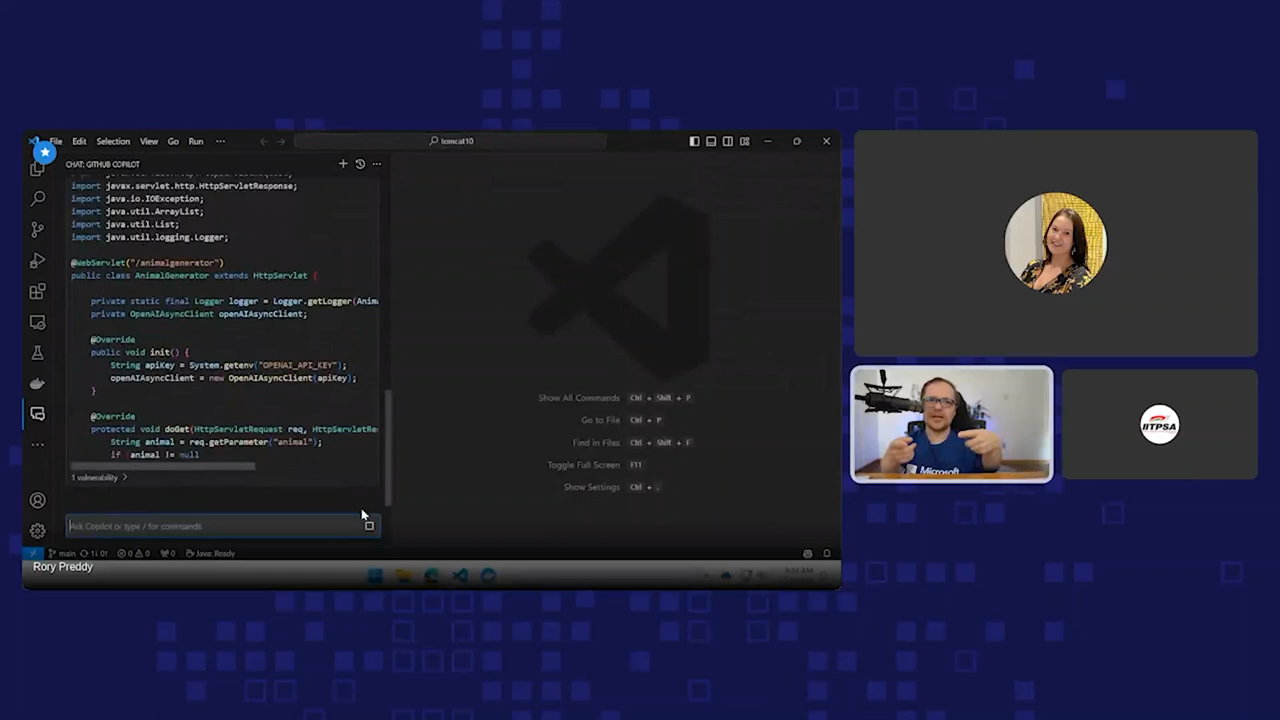 File Edit Selection View Go Run ...
tomcat10
CHAT: GITHUB COPILOT
import javax.servlet.http.HttpServletResponse;
import java.io.IOException;
import java.util.ArrayList;
import java.util.List;
import java.util.logging.Logger;
@WebServlet("/animalgenerator")
public class AnimalGenerator extends HttpServlet {
private static final Logger logger = Logger.getLogger(Anima
private OpenAIAsyncClient openAIAsyncClient;
@Override
public void init() {
String apiKey = System.getenv("OPENAI_API_KEY");
openAIAsyncClient = new OpenAIAsyncClient(apiKey);
}
@Override
protected void doGet(HttpServletRequest req, HttpServletRe
String animal = req.getParameter("animal");
if (animal != null
1 vulnerability
Ask Copilot or type / for commands
Show All Commands Ctrl + Shift + P
Go to File Ctrl + P
Find in Files Ctrl + Shift + F
Toggle Full Screen F11
Show Settings Ctrl + ,
main
0 0
0
Java: Ready
Rory Preddy
Microsoft
IITPSA